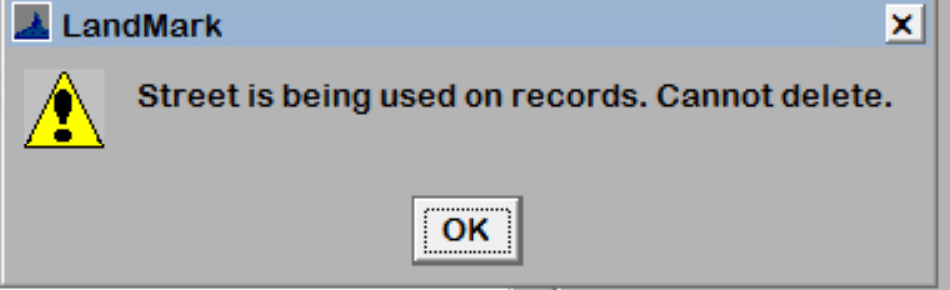 LandMark
Street is being used on records. Cannot delete.
OK